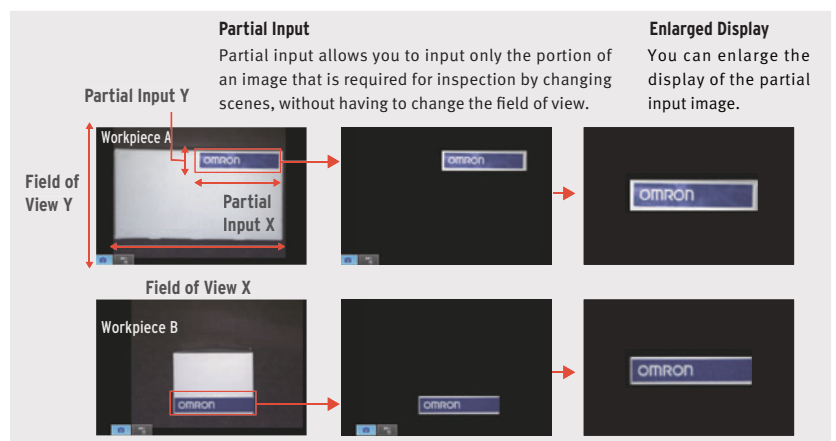 Partial Input
Partial input allows you to input only the portion of
an image that is required for inspection by changing
scenes, without having to change the field of view.
Enlarged Display
You can enlarge the
display of the partial
input image.
Partial Input Y
Field of
View Y
Workpiece A
OMRON
Partial
Input X
OMRON
OMRON
Field of View X
Workpiece B
OMRON
OMRON
OMRON